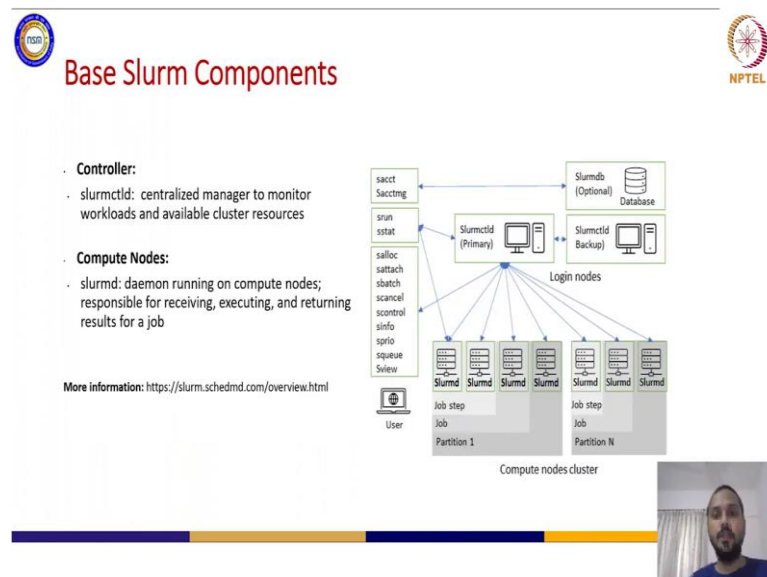 nsm
NPTEL
Base Slurm Components
Controller:
slurmctld: centralized manager to monitor
workloads and available cluster resources
Compute Nodes:
slurmd: daemon running on compute nodes;
responsible for receiving, executing, and returning
results for a job
More information: https://slurm.schedmd.com/overview.html
sacct
Sacctmg
srun
sstat
salloc
sattach
sbatch
scancel
scontrol
sinfo
sprio
squeue
Sview
User
Slurmdb
(Optional)
Database
Slurmctld
(Primary)
Slurmctld
Backup)
Login nodes
Slurmd Slurmd Slurmd Slurmd
Job step
Job
Partition 1
Slurmd Slurmd Slurmd
Job step
Job
Partition N
Compute nodes cluster